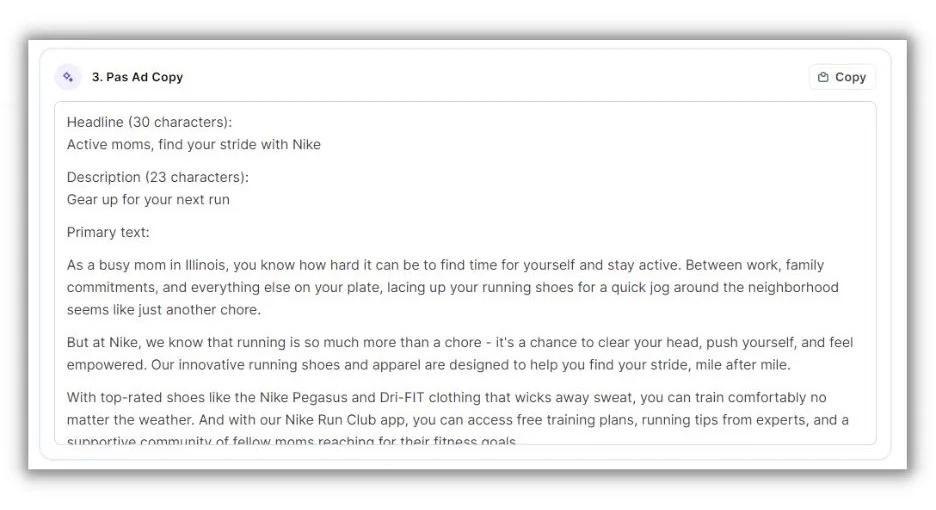 3. Pas Ad Copy
Copy
Headline (30 characters):
Active moms, find your stride with Nike
Description (23 characters):
Gear up for your next run
Primary text:
As a busy mom in Illinois, you know how hard it can be to find time for yourself and stay active. Between work, family
commitments, and everything else on your plate, lacing up your running shoes for a quick jog around the neighborhood
seems like just another chore.
But at Nike, we know that running is so much more than a chore - it's a chance to clear your head, push yourself, and feel
empowered. Our innovative running shoes and apparel are designed to help you find your stride, mile after mile.
With top-rated shoes like the Nike Pegasus and Dri-FIT clothing that wicks away sweat, you can train comfortably no
matter the weather. And with our Nike Run Club app, you can access free training plans, running tips from experts, and a
supportive community of fellow moms reaching for their fitness goals